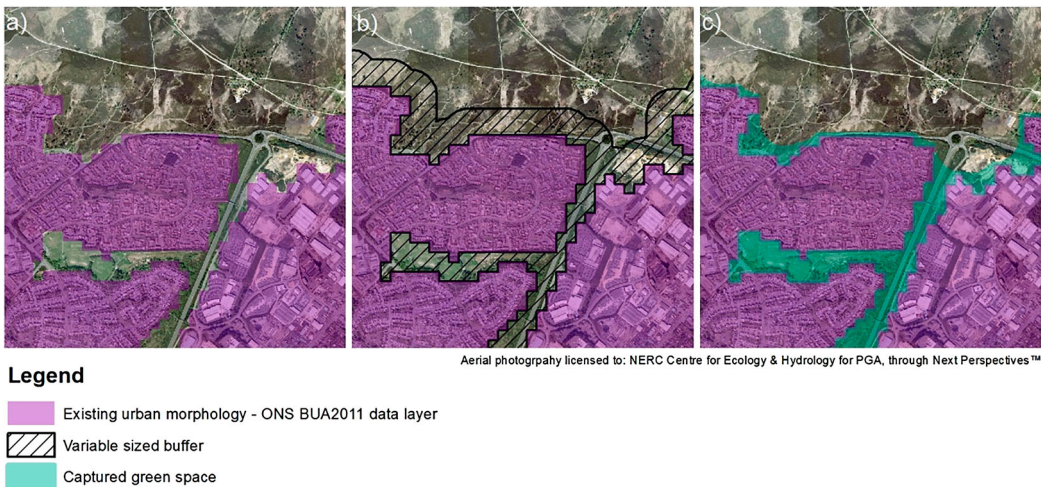 a)
b)
c)
Aerial photogrpahy licensed to: NERC Centre for Ecology & Hydrology for PGA, through Next Perspectives™
Legend
Existing urban morphology - ONS BUA2011 data layer
Variable sized buffer
Captured green space